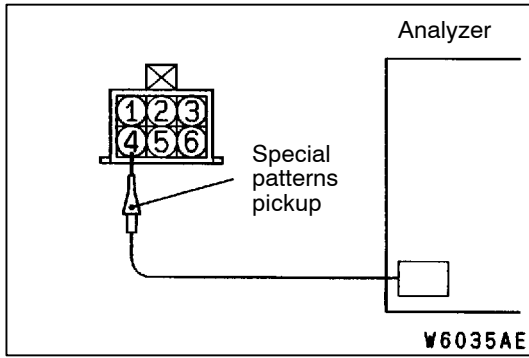 Analyzer
1 2 3
4 5 6
Special
patterns
pickup
W6035AE